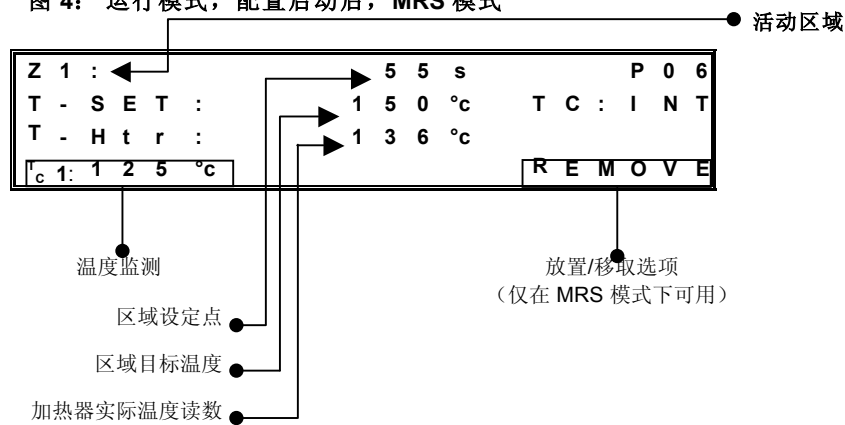 图 4： 运行模式，配置启动后，MRS 模式
活动区域
Z 1 : 5 5 s P 0 6
T - S E T : 1 5 0 °c T C : I N T
T - H t r : 1 3 6 °c
Tc 1: 1 2 5 °c R E M O V E
温度监测
放置/移取选项
（仅在 MRS 模式下可用）
区域设定点
区域目标温度
加热器实际温度读数